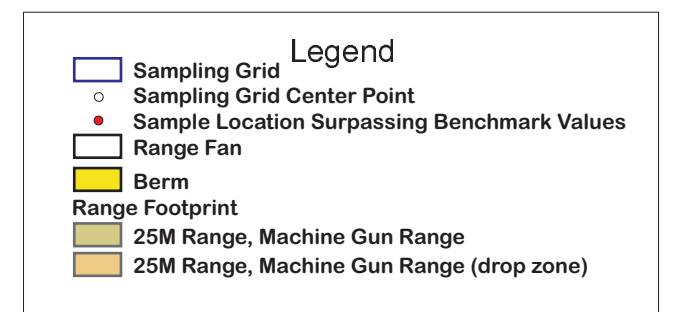 Legend
Sampling Grid
Sampling Grid Center Point
Sample Location Surpassing Benchmark Values
Range Fan
Berm
Range Footprint
25M Range, Machine Gun Range
25M Range, Machine Gun Range (drop zone)